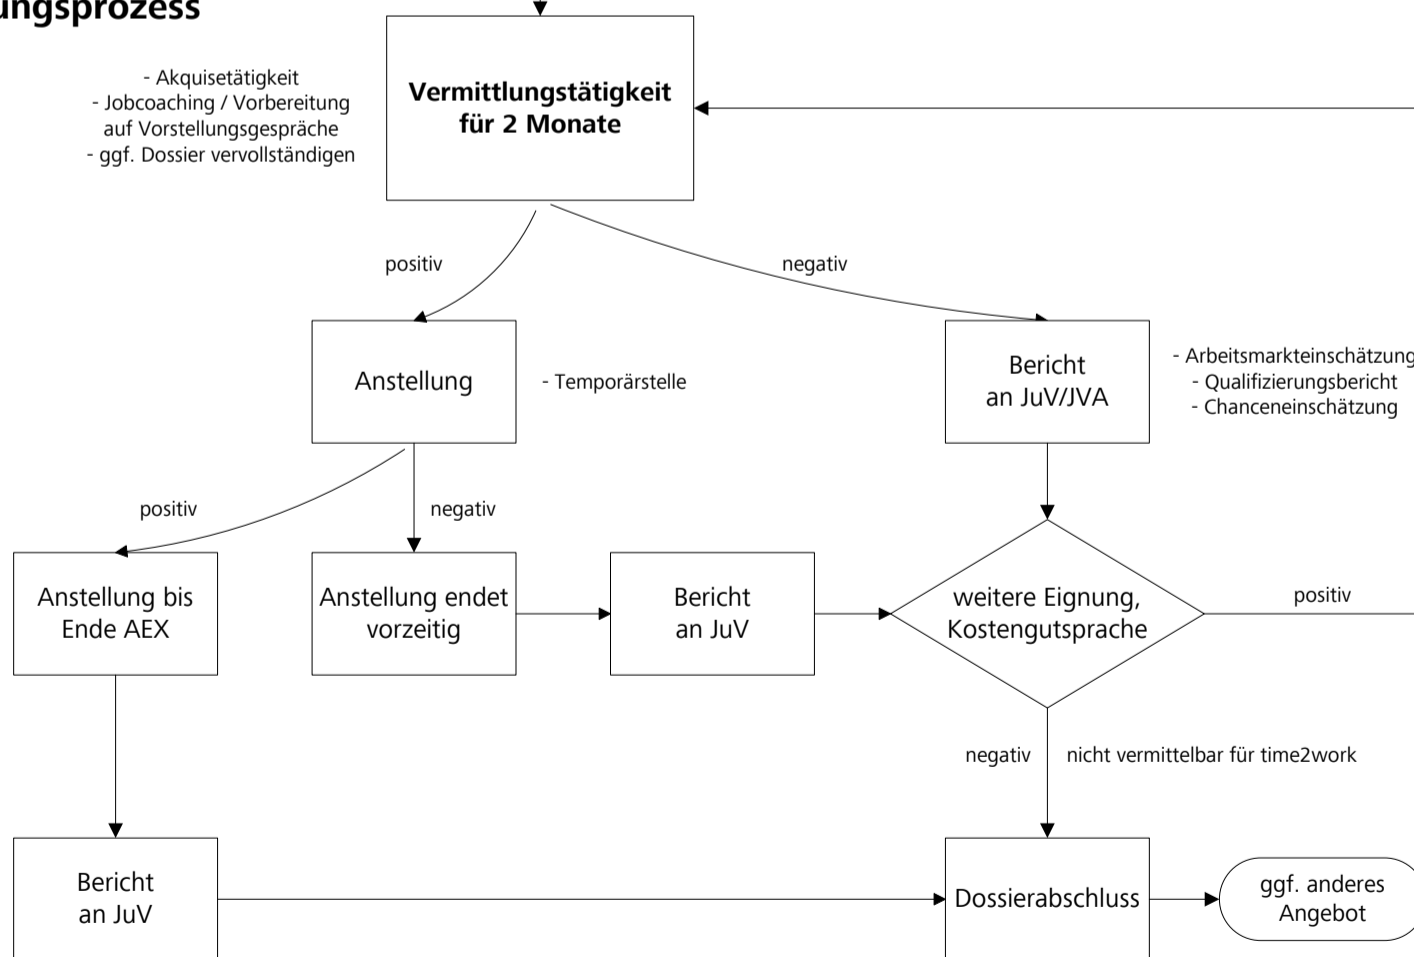 ungsprozess
- Akquisetätigkeit
- Jobcoaching / Vorbereitung
auf Vorstellungsgespräche
- ggf. Dossier vervollständigen
Vermittlungstätigkeit
für 2 Monate
positiv
negativ
Anstellung
- Temporärstelle
Bericht
an JuV/JVA
- Arbeitsmarkteinschätzung
- Qualifizierungsbericht
- Chanceneinschätzung
positiv
negativ
Anstellung bis
Ende AEX
Anstellung endet
vorzeitig
Bericht
an JuV
weitere Eignung,
Kostengutsprache
positiv
negativ
nicht vermittelbar für time2work
Bericht
an JuV
Dossierabschluss
ggf. anderes
Angebot